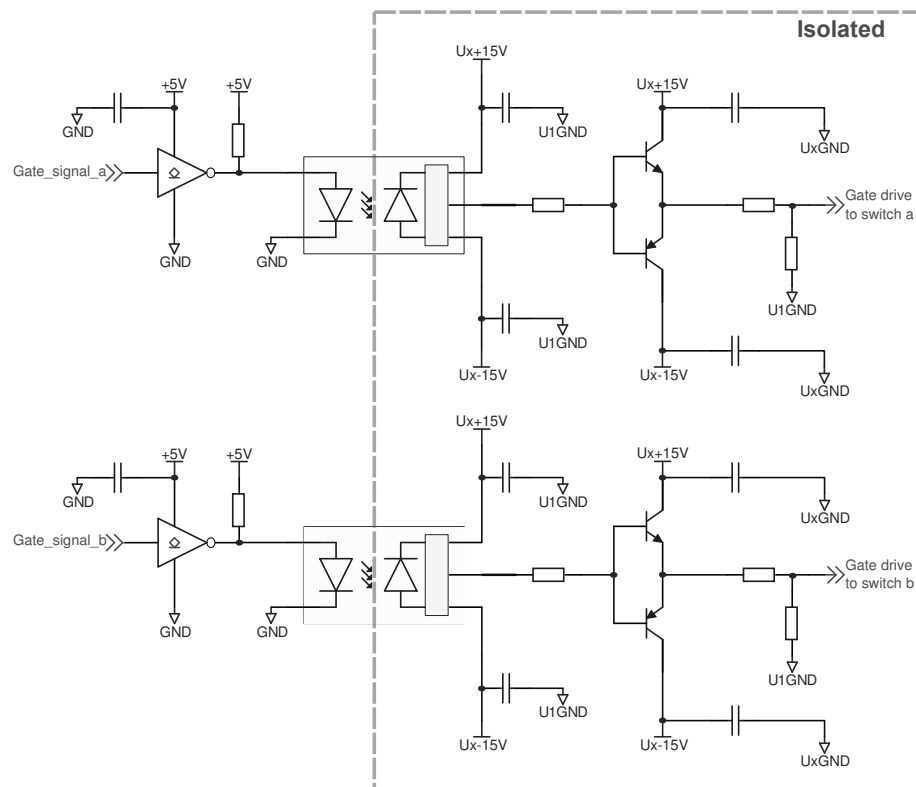 Isolated
Ux+15V
Ux+15V
+5V
+5V
GND
U1GND
UxGND
Gate_signal_a
Gate drive
to switch a
GND
GND
U1GND
U1GND
Ux-15V
Ux-15V
UxGND
Ux+15V
Ux+15V
+5V
+5V
GND
U1GND
UxGND
Gate_signal_b
Gate drive
to switch b
GND
GND
U1GND
U1GND
Ux-15V
Ux-15V
UxGND